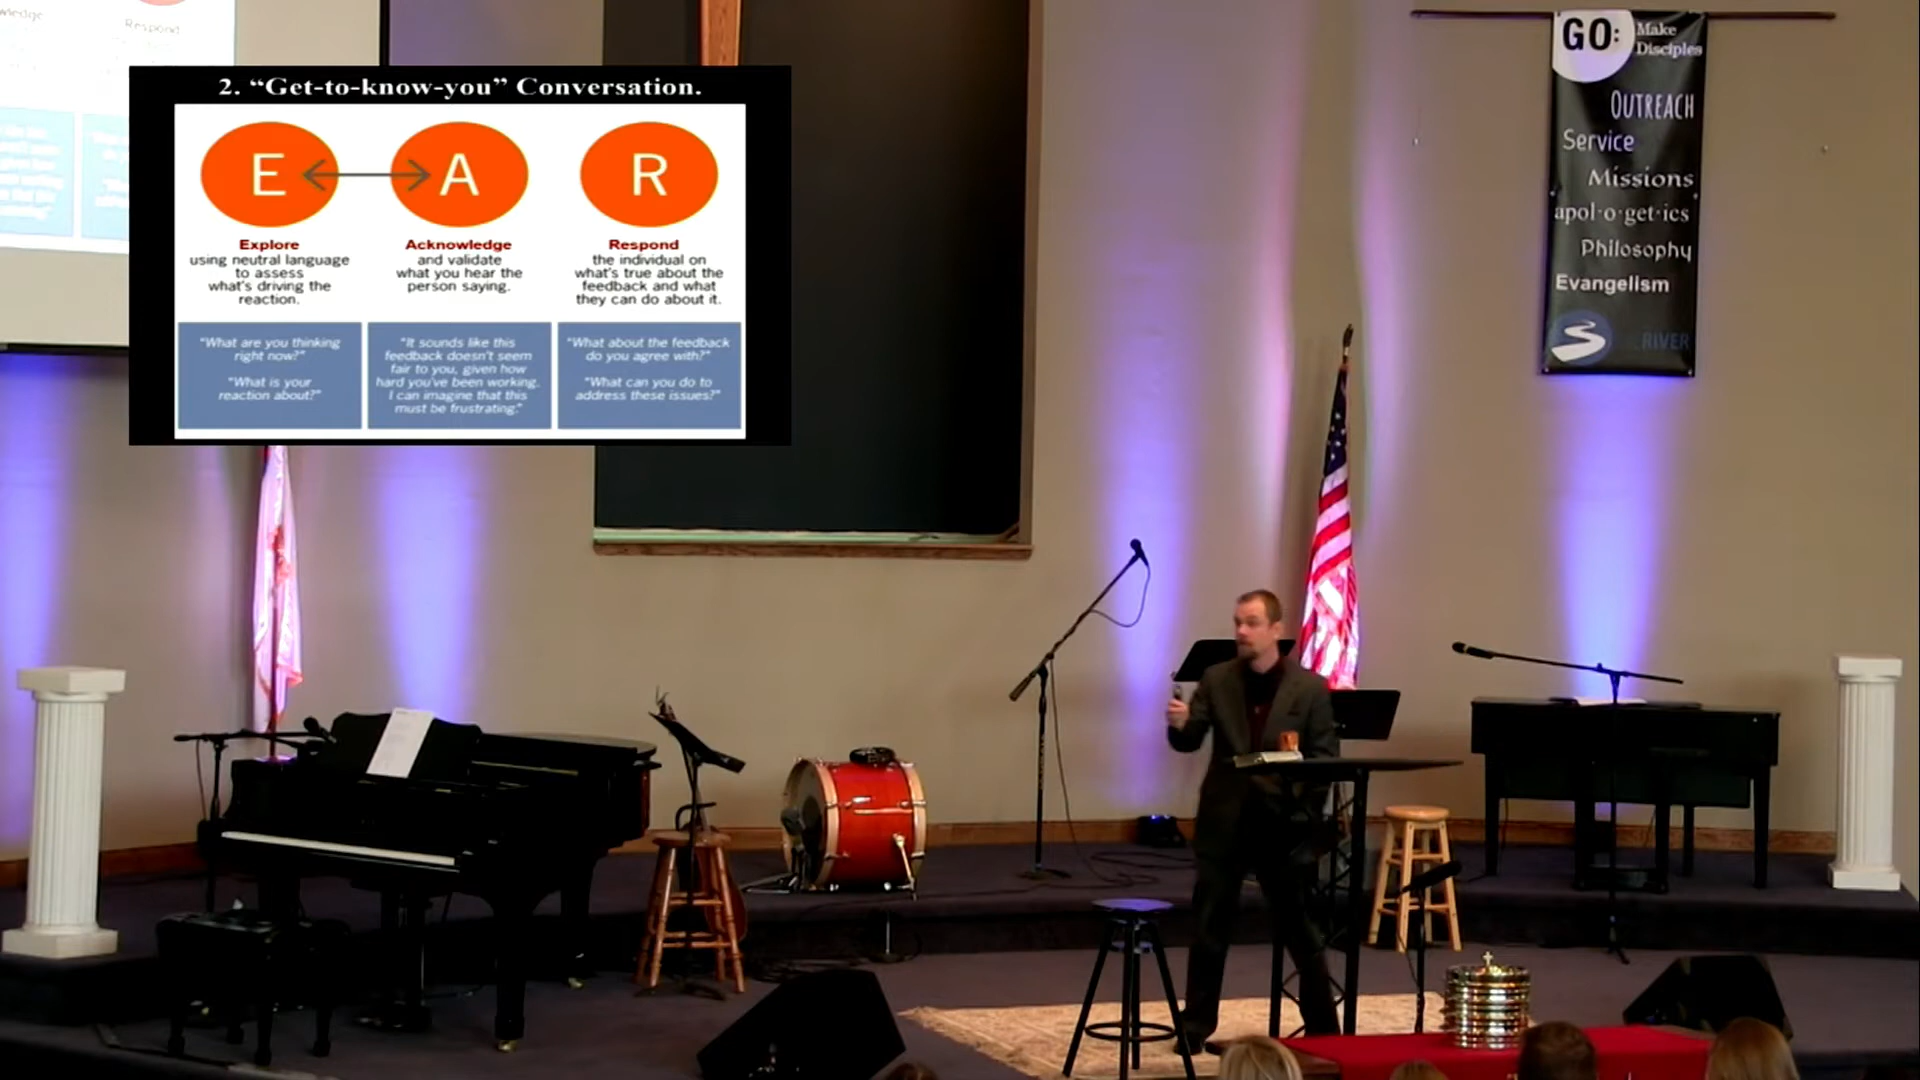 wledge
Respond
2. “Get-to-know-you” Conversation.
E
A
R
Explore
using neutral language
to assess
what's driving the
reaction.
Acknowledge
and validate
what you hear the
person saying.
Respond
the individual on
what's true about the
feedback and what
they can do about it.
"What are you thinking
right now?"
"What is your
reaction about?"
"It sounds like this
feedback doesn't seem
fair to you, given how
hard you've been working.
I can imagine that this
must be frustrating."
"What about the feedback
do you agree with?"
"What can you do to
address these issues?"
GO: Make
Disciples
OUTREACH
Service
Missions
apol·o·get·ics
Philosophy
Evangelism
RIVER